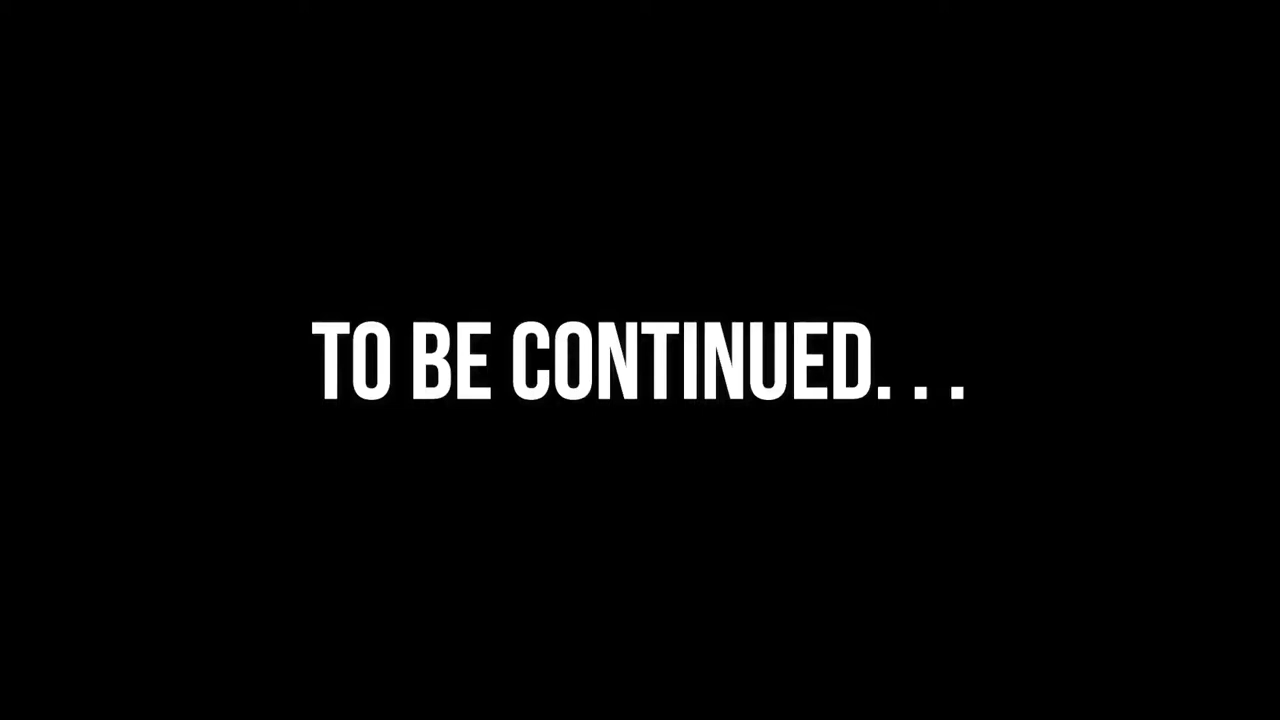 TO BE CONTINUED. . .